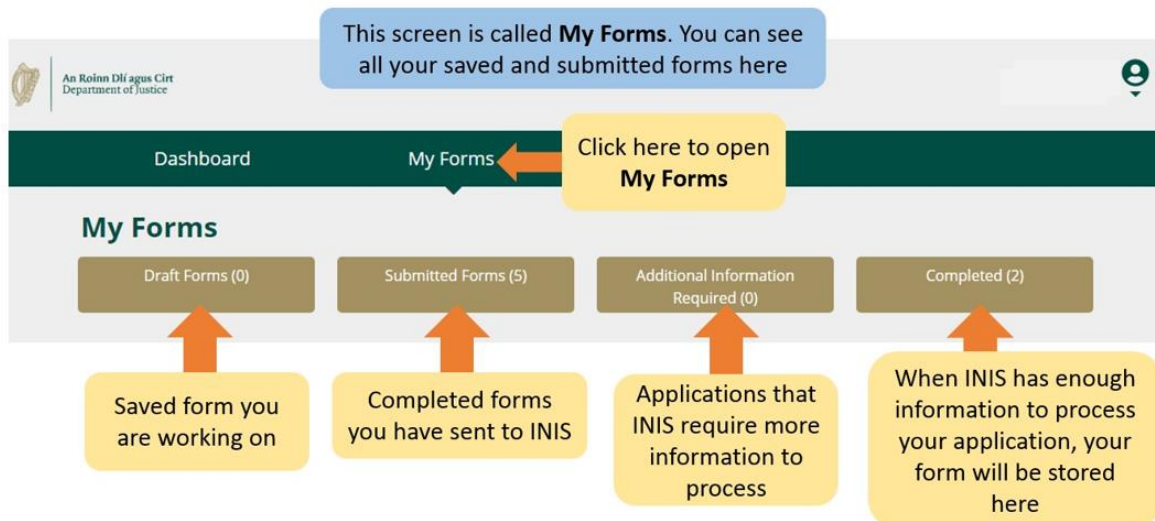 This screen is called My Forms. You can see
all your saved and submitted forms here
An Roinn Dlí agus Cirt
Department of Justice
Dashboard
My Forms
Click here to open
My Forms
My Forms
Draft Forms (0)
Submitted Forms (5)
Additional Information
Required (0)
Completed (2)
Saved form you
are working on
Completed forms
you have sent to INIS
Applications that
INIS require more
information to
process
When INIS has enough
information to process
your application, your
form will be stored
here